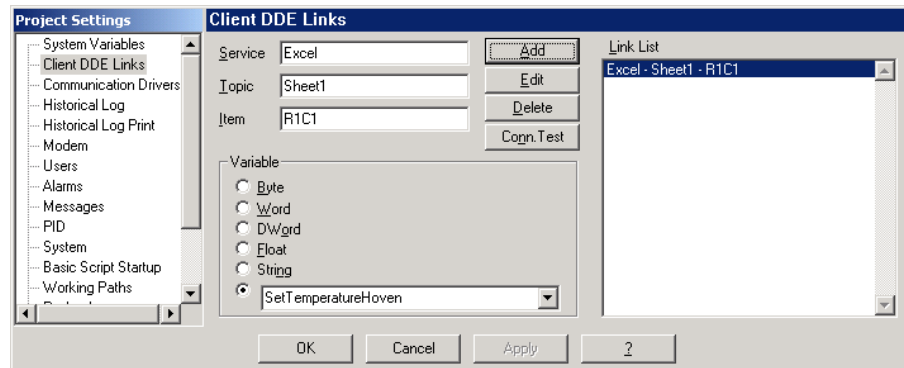 Project Settings
System Variables
Client DDE Links
Communication Drivers
Historical Log
Historical Log Print
Modem
Users
Alarms
Messages
PID
System
Basic Script Startup
Working Paths
Client DDE Links
Service Excel
Topic Sheet1
Item R1C1
Add
Edit
Delete
Conn.Test
Variable
Byte
Word
DWord
Float
String
SetTemperatureHoven
Link List
Excel - Sheet1 - R1C1
OK Cancel Apply ?